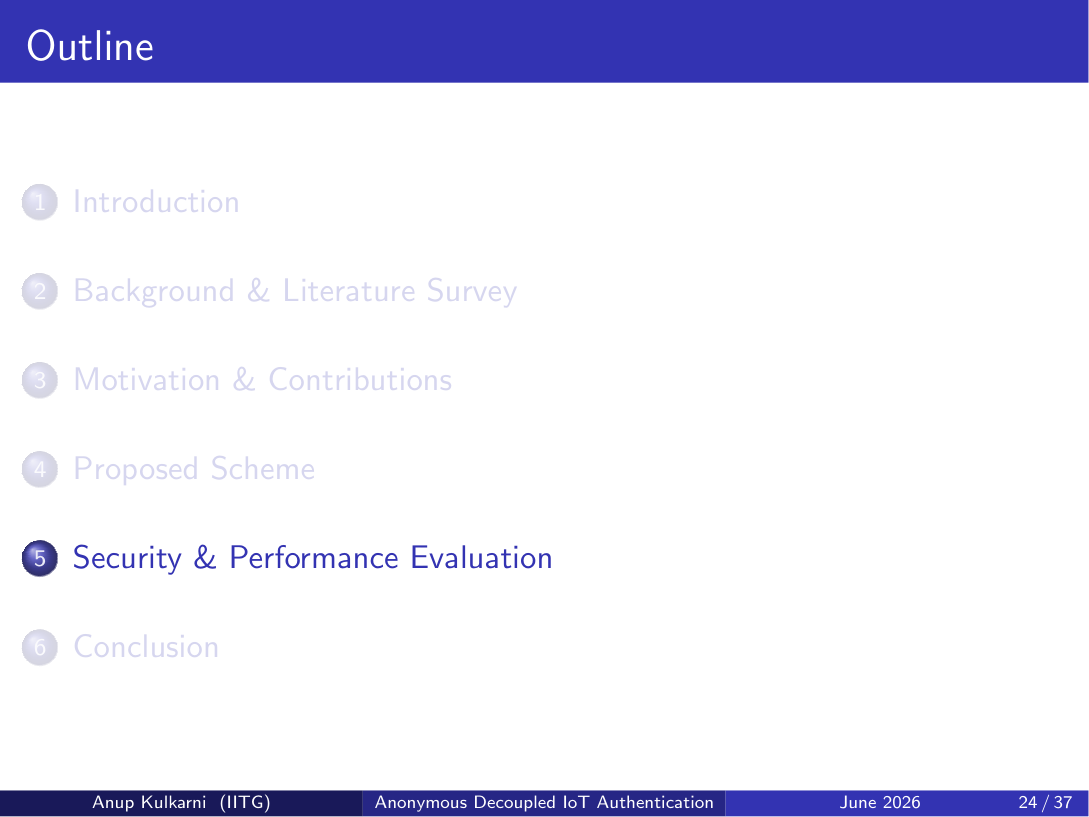 Outline
1 Introduction
2 Background & Literature Survey
3 Motivation & Contributions
4 Proposed Scheme
5 Security & Performance Evaluation
6 Conclusion
Anup Kulkarni (IITG) Anonymous Decoupled IoT Authentication June 2026 24 / 37